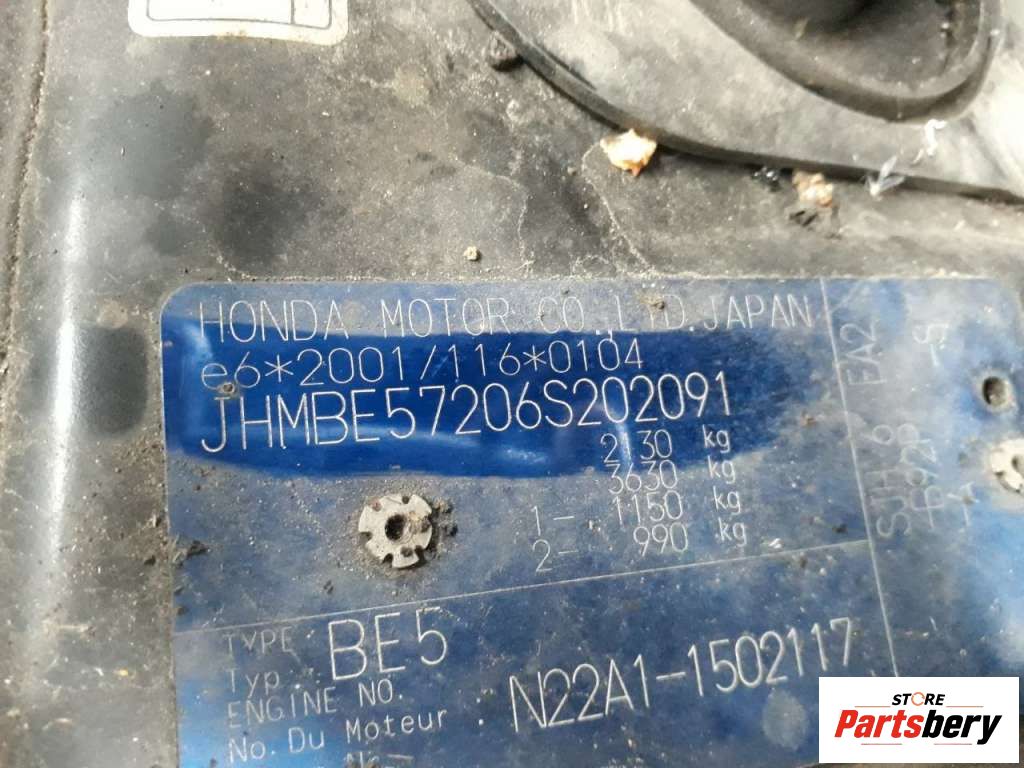 HONDA MOTOR CO.,LTD.JAPAN
e6*2001/116*0104
JHMBE57206S202091
2130 kg
3630 kg
1- 1150 kg
2- 990 kg
TYPE : BE5
Typ
ENGINE NO.
No. Du Moteur : N22A1-1502117
EA2
STORE
Partsbery